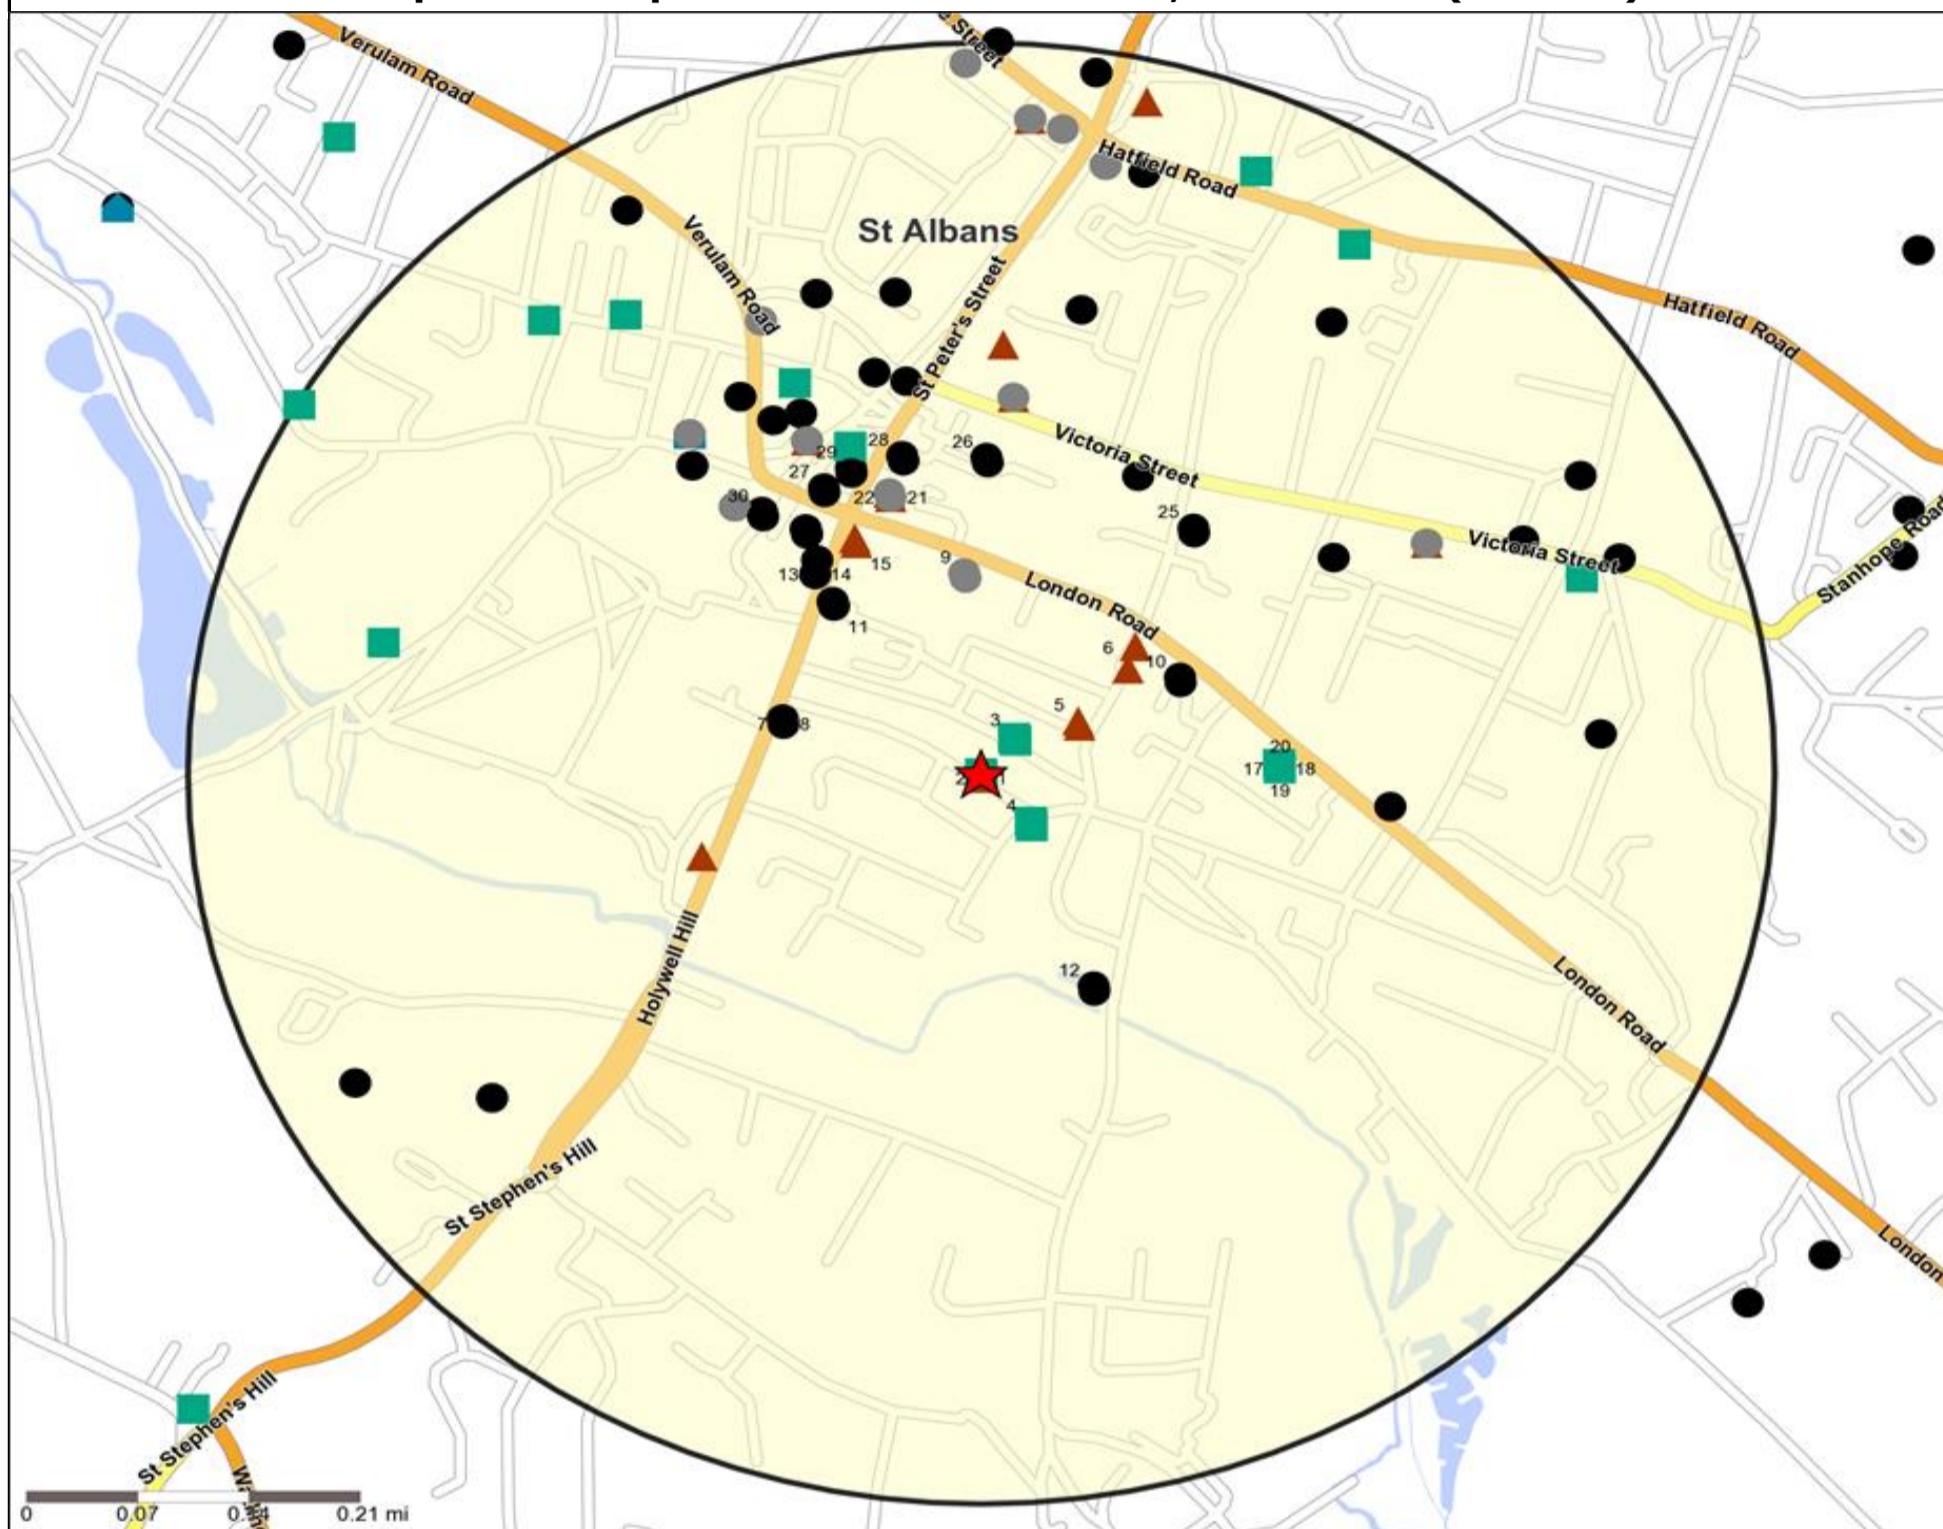 e Street
Verulam Road
Hatfield Road
St Albans
Verulam Road
St Peter's Street
Hatfield Road
28
26
Victoria Street
29
27
30
22
21
25
Victoria Street
Stanhope Road
15
9
13
14
London Road
11
6
10
5
3
7
8
20
17
18
2
1
19
4
Holywell Hill
12
London Road
St Stephen's Hill
London
St Stephen's Hill
0
0.07
0.21 mi